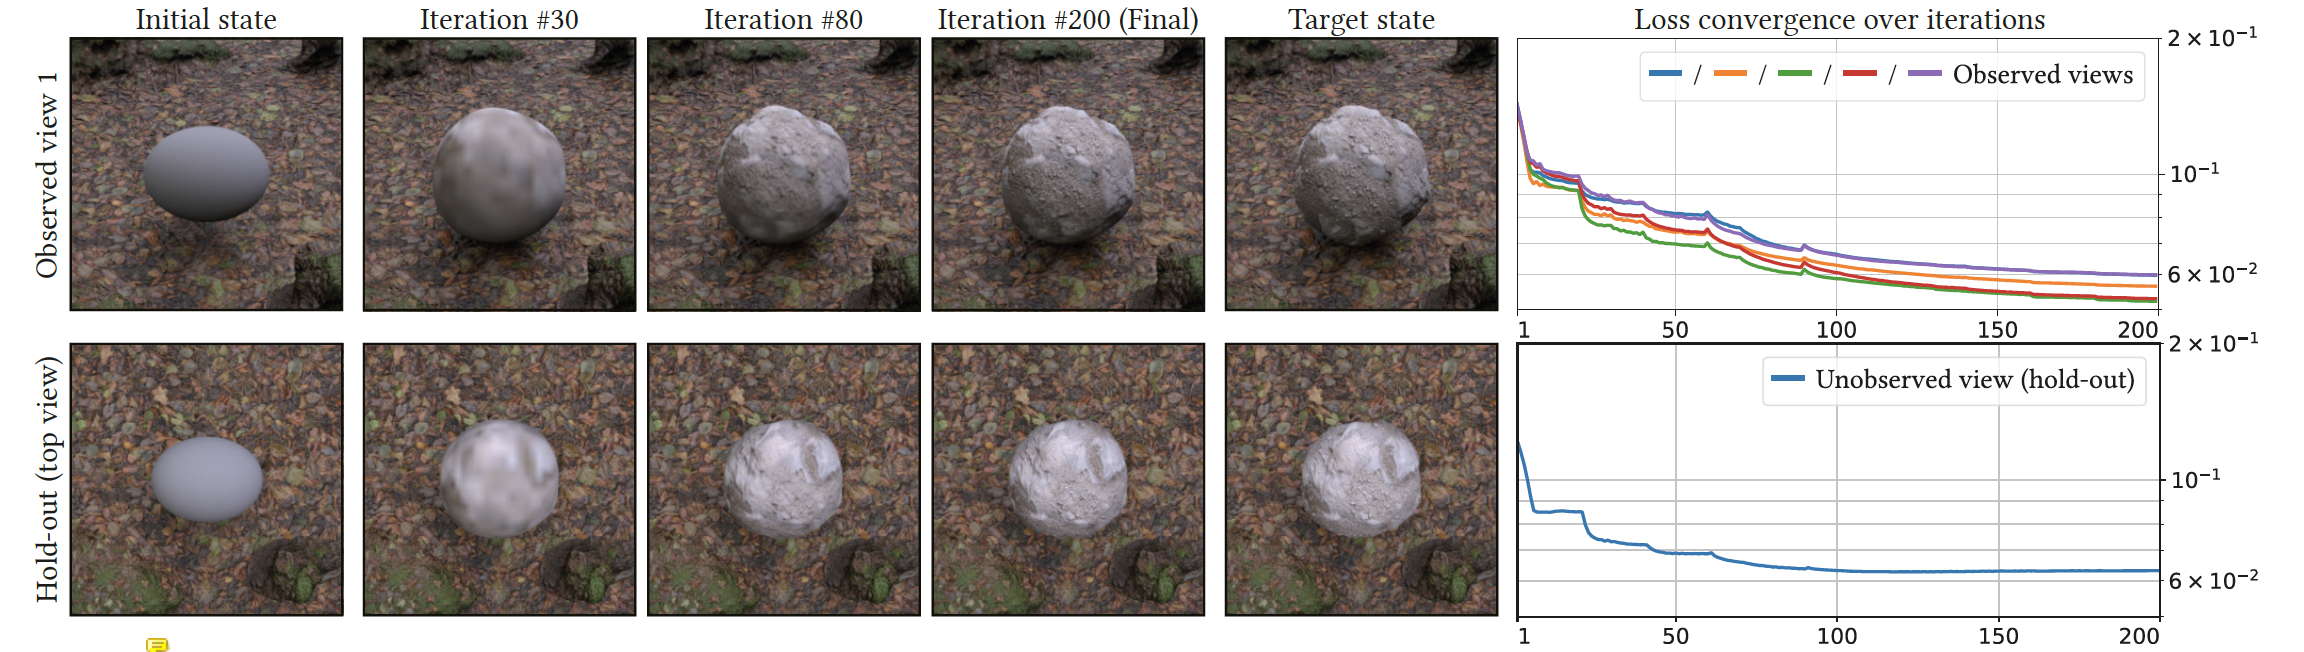 Initial state
Iteration #30
Iteration #80
Iteration #200 (Final)
Target state
Loss convergence over iterations
Observed view 1
/ / / / Observed views
2 × 10⁻¹
10⁻¹
6 × 10⁻²
1 50 100 150 200
Hold-out (top view)
Unobserved view (hold-out)
2 × 10⁻¹
10⁻¹
6 × 10⁻²
1 50 100 150 200